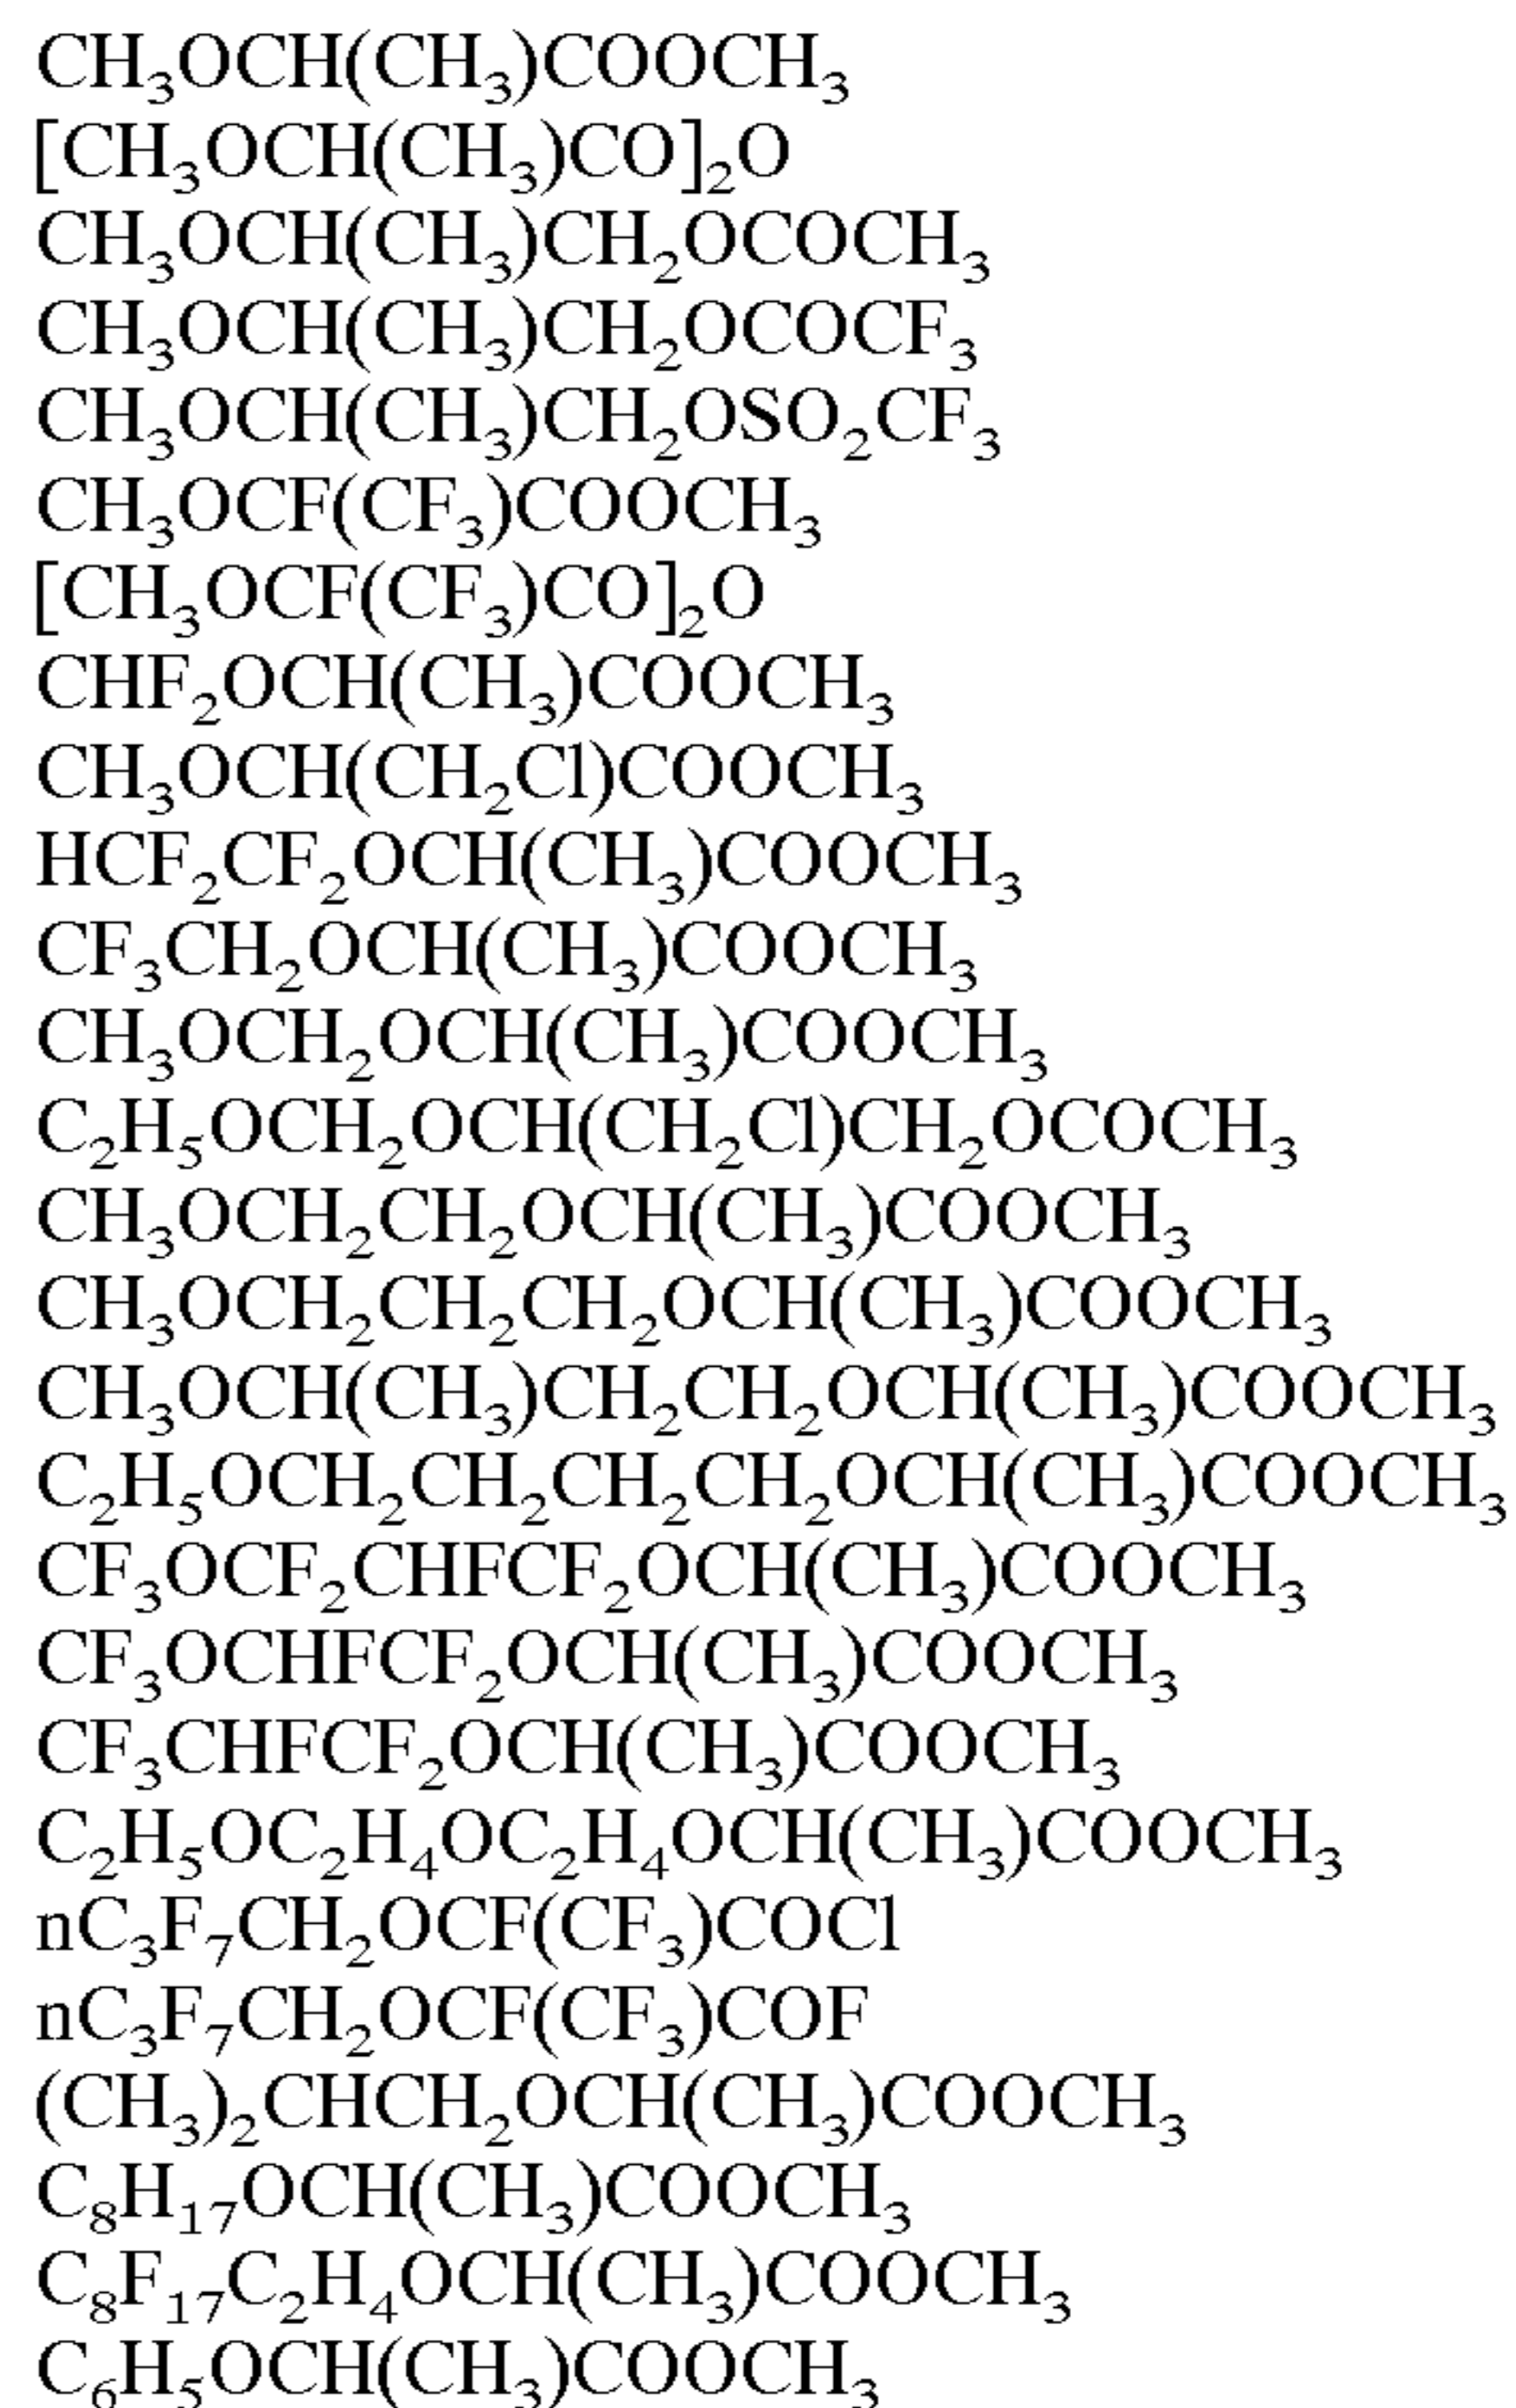 CH₃OCH(CH₃)COOCH₃
[CH₃OCH(CH₃)CO]₂O
CH₃OCH(CH₃)CH₂OCOCH₃
CH₃OCH(CH₃)CH₂OCOCF₃
CH₃OCH(CH₃)CH₂OSO₂CF₃
CH₃OCF(CF₃)COOCH₃
[CH₃OCF(CF₃)CO]₂O
CHF₂OCH(CH₃)COOCH₃
CH₃OCH(CH₂Cl)COOCH₃
HCF₂CF₂OCH(CH₃)COOCH₃
CF₃CH₂OCH(CH₃)COOCH₃
CH₃OCH₂OCH(CH₃)COOCH₃
C₂H₅OCH₂OCH(CH₂Cl)CH₂OCOCH₃
CH₃OCH₂CH₂OCH(CH₃)COOCH₃
CH₃OCH₂CH₂CH₂OCH(CH₃)COOCH₃
CH₃OCH(CH₃)CH₂CH₂OCH(CH₃)COOCH₃
C₂H₅OCH₂CH₂CH₂CH₂OCH(CH₃)COOCH₃
CF₃OCF₂CHFCF₂OCH(CH₃)COOCH₃
CF₃OCHFCF₂OCH(CH₃)COOCH₃
CF₃CHFCF₂OCH(CH₃)COOCH₃
C₂H₅OC₂H₄OC₂H₄OCH(CH₃)COOCH₃
nC₃F₇CH₂OCF(CF₃)COCl
nC₃F₇CH₂OCF(CF₃)COF
(CH₃)₂CHCH₂OCH(CH₃)COOCH₃
C₈H₁₇OCH(CH₃)COOCH₃
C₈F₁₇C₂H₄OCH(CH₃)COOCH₃
C₆H₅OCH(CH₃)COOCH₃